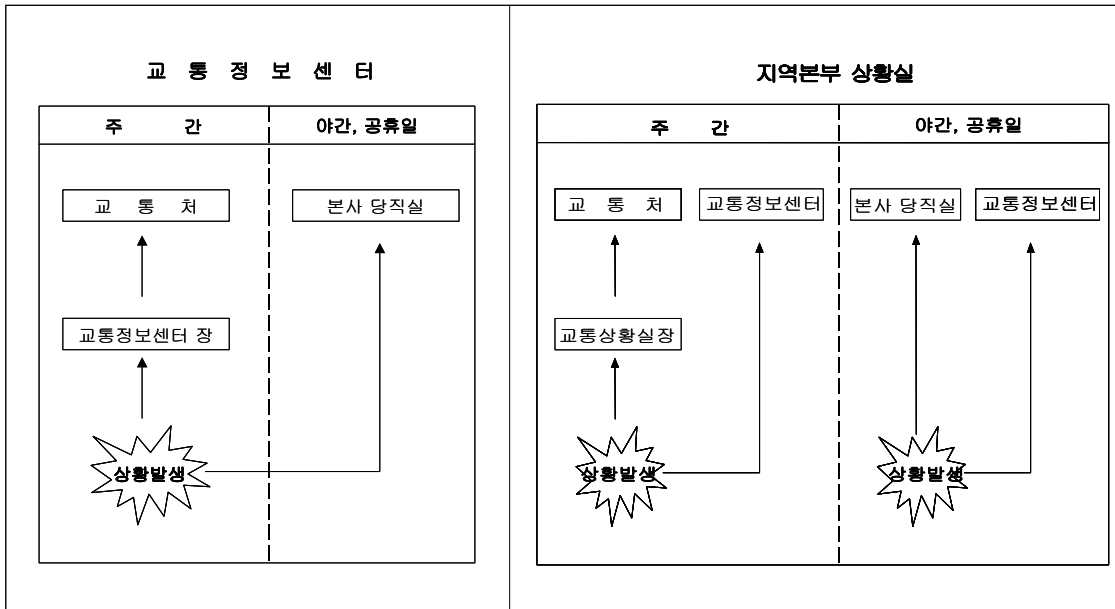 교 통 정 보 센 터
주 간
야간, 공휴일
교 통 처
본사 당직실
교통정보센터 장
상황발생
지역본부 상황실
주 간
야간, 공휴일
교 통 처
교통정보센터
본사 당직실
교통정보센터
교통상황실장
상황발생
상황발생